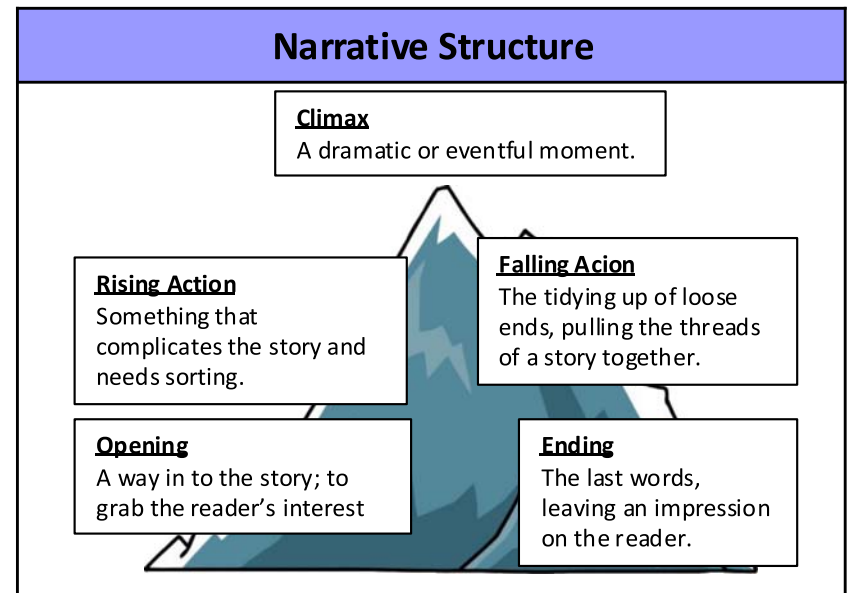 Narrative Structure
Climax
A dramatic or eventful moment.
Rising Action
Something that
complicates the story and
needs sorting.
Falling Acion
The tidying up of loose
ends, pulling the threads
of a story together.
Opening
A way in to the story; to
grab the reader’s interest
Ending
The last words,
leaving an impression
on the reader.